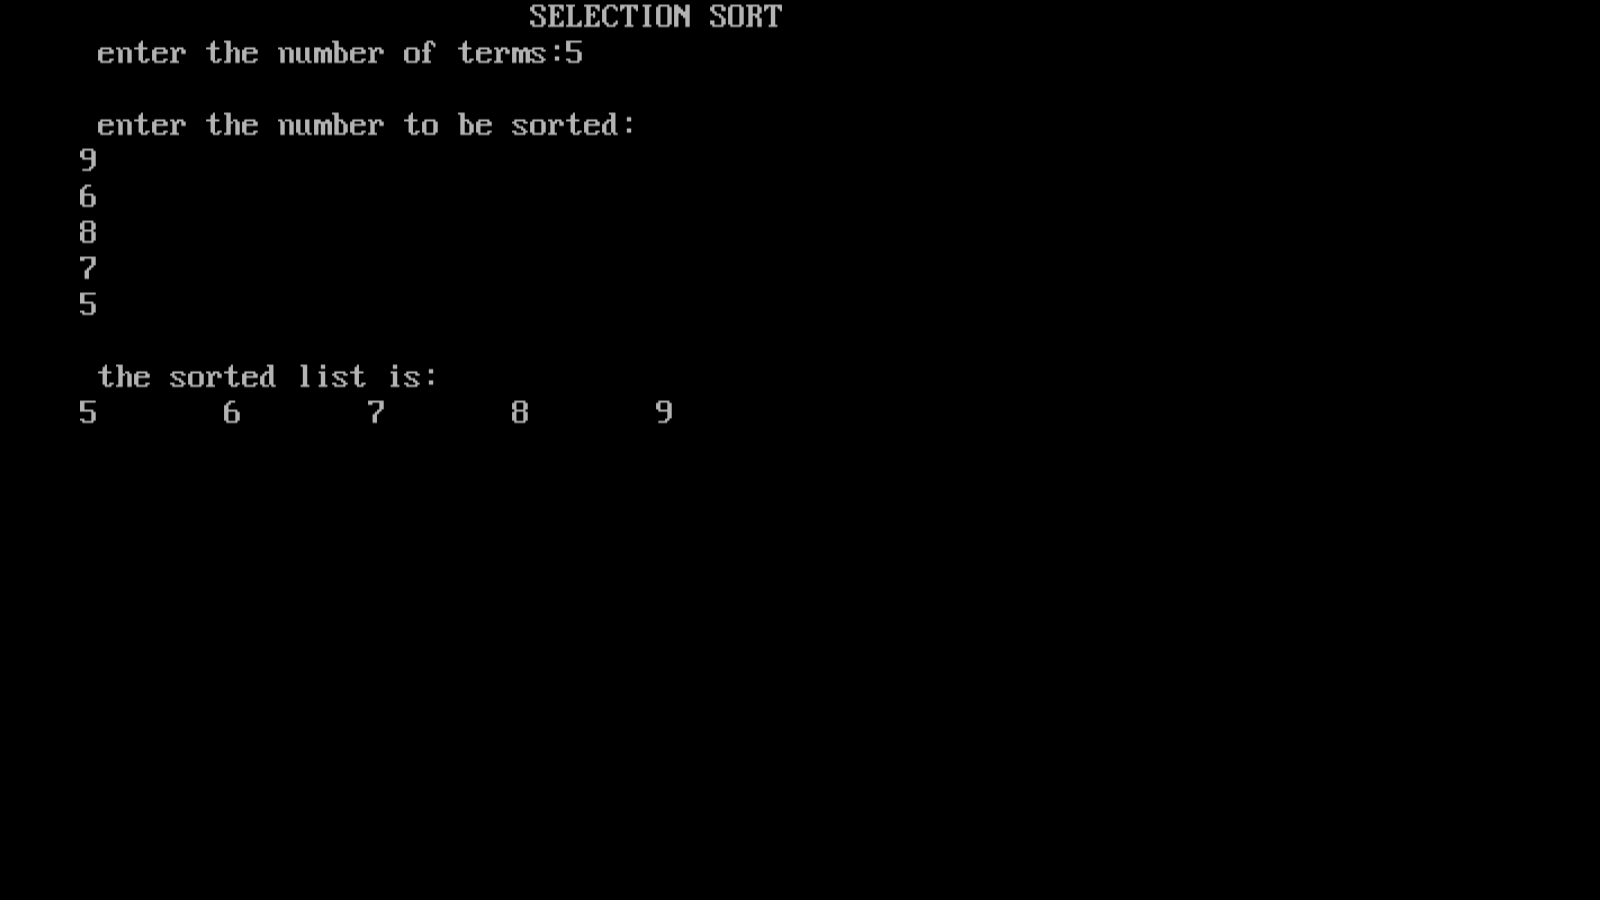 SELECTION SORT
enter the number of terms:5
enter the number to be sorted:
9
6
8
7
5
the sorted list is:
5 6 7 8 9